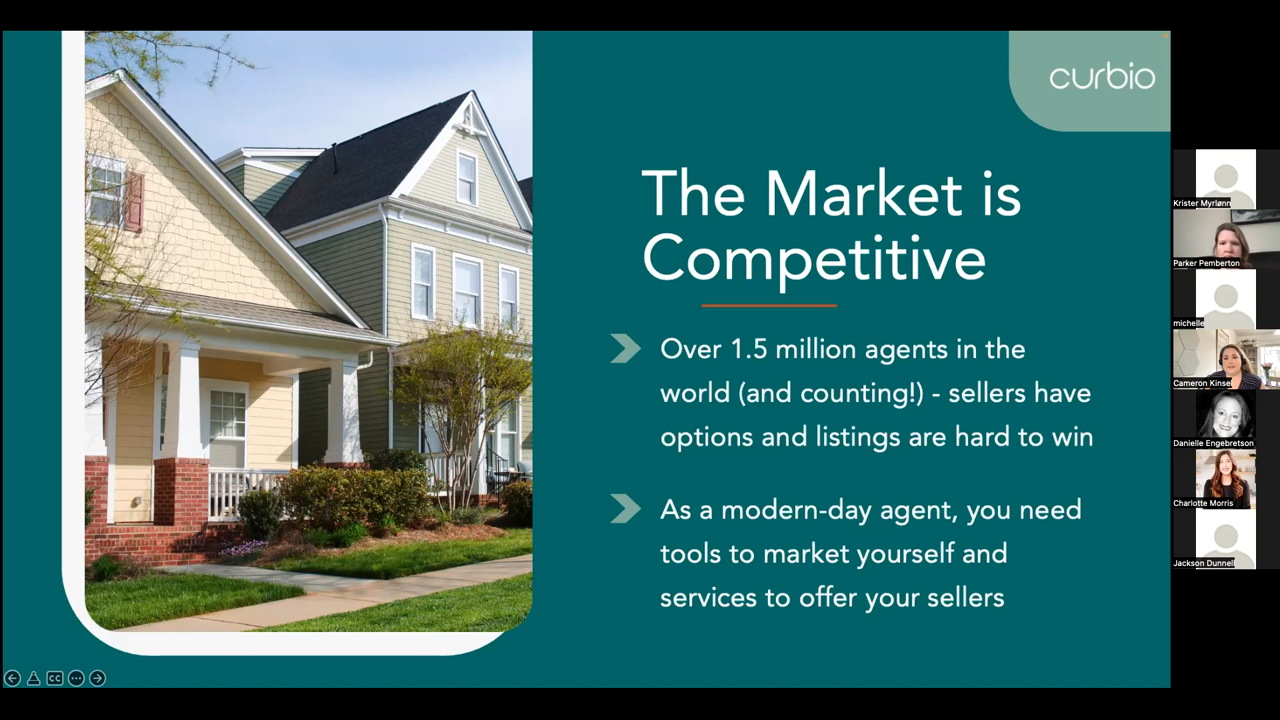 curbio
The Market is
Competitive
Over 1.5 million agents in the
world (and counting!) - sellers have
options and listings are hard to win
As a modern-day agent, you need
tools to market yourself and
services to offer your sellers
Krister Myrlønn
Parker Pemberton
michelle
Cameron Kinsel
Danielle Engebretson
Charlotte Morris
Jackson Dunnell
CC